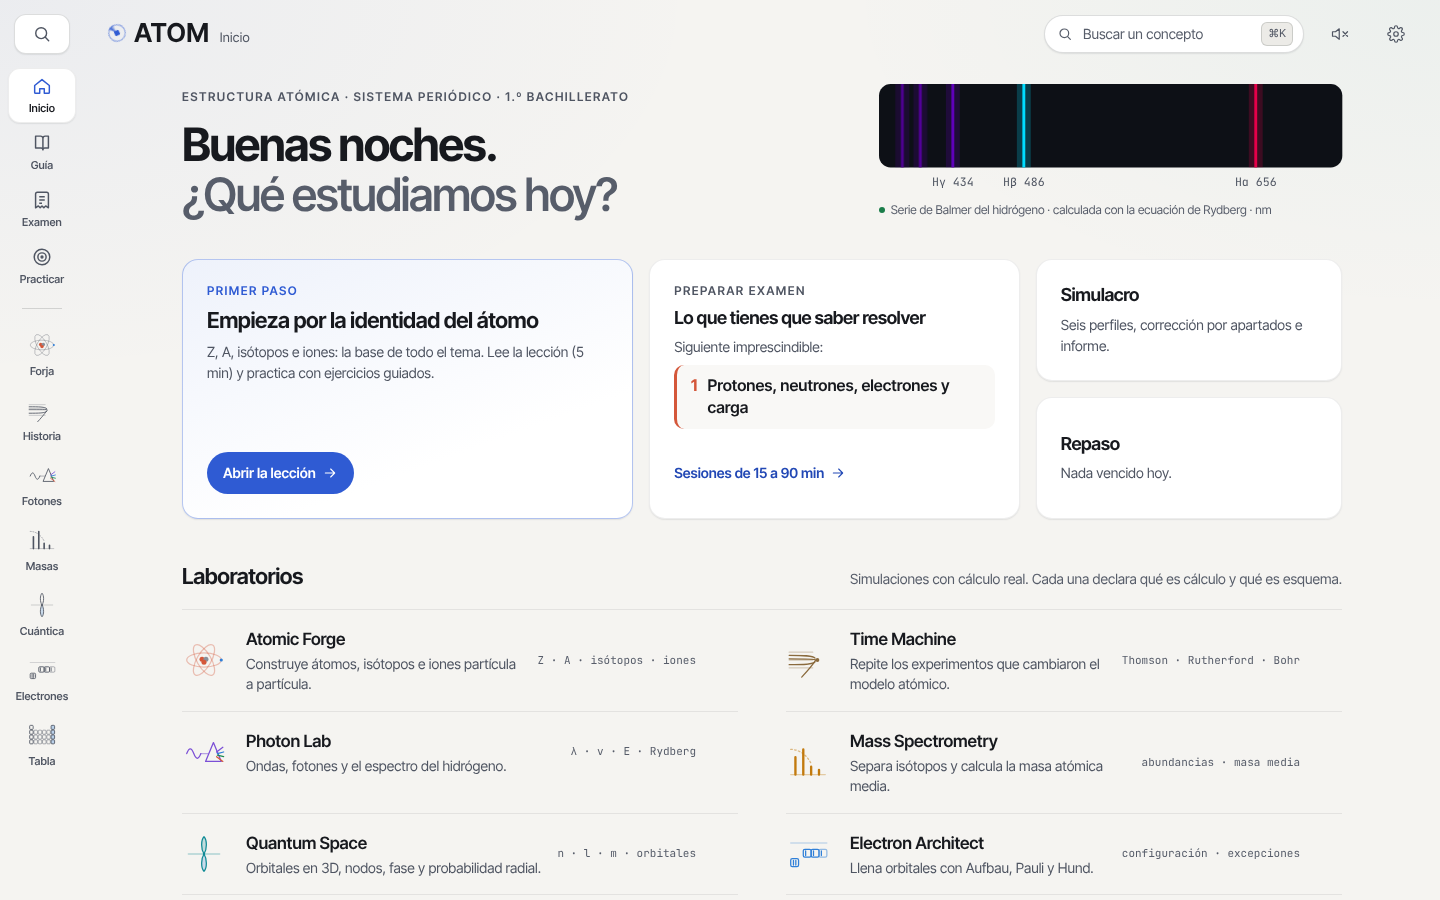 ATOM Inicio
Buscar un concepto ⌘K
Inicio
Guía
Examen
Practicar
Forja
Historia
Fotones
Masas
Cuántica
Electrones
Tabla
ESTRUCTURA ATÓMICA · SISTEMA PERIÓDICO · 1.º BACHILLERATO
Buenas noches.
¿Qué estudiamos hoy?
Hγ 434 Hβ 486 Hα 656
Serie de Balmer del hidrógeno · calculada con la ecuación de Rydberg · nm
PRIMER PASO
Empieza por la identidad del átomo
Z, A, isótopos e iones: la base de todo el tema. Lee la lección (5
min) y practica con ejercicios guiados.
Abrir la lección →
PREPARAR EXAMEN
Lo que tienes que saber resolver
Siguiente imprescindible:
1 Protones, neutrones, electrones y
carga
Sesiones de 15 a 90 min →
Simulacro
Seis perfiles, corrección por apartados e
informe.
Repaso
Nada vencido hoy.
Laboratorios
Simulaciones con cálculo real. Cada una declara qué es cálculo y qué es esquema.
Atomic Forge
Construye átomos, isótopos e iones partícula
a partícula.
Z · A · isótopos · iones
Time Machine
Repite los experimentos que cambiaron el
modelo atómico.
Thomson · Rutherford · Bohr
Photon Lab
Ondas, fotones y el espectro del hidrógeno.
λ · ν · E · Rydberg
Mass Spectrometry
Separa isótopos y calcula la masa atómica
media.
abundancias · masa media
Quantum Space
Orbitales en 3D, nodos, fase y probabilidad radial.
n · l · m · orbitales
Electron Architect
Llena orbitales con Aufbau, Pauli y Hund.
configuración · excepciones